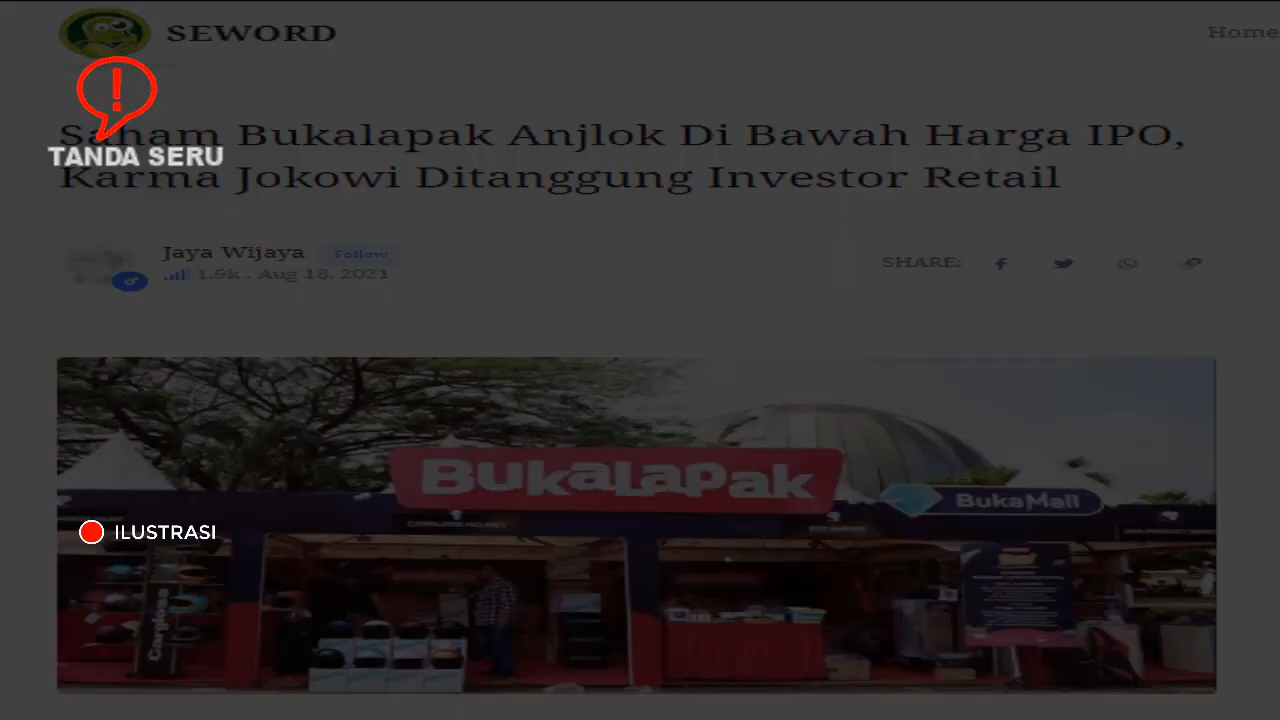 SEWORD
Home
TANDA SERU
Saham Bukalapak Anjlok Di Bawah Harga IPO,
Karma Jokowi Ditanggung Investor Retail
Jaya Wijaya Follow
1.9k . Aug 18, 2021
SHARE:
BukaLapak
BukaMall
ILUSTRASI
Cargloss